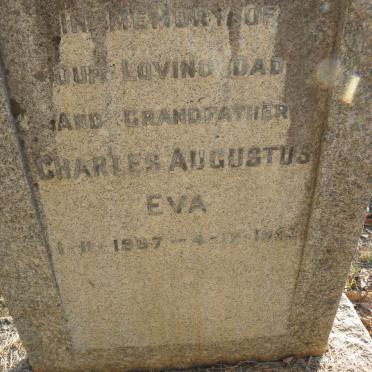 IN MEMORY OF
OUR LOVING DAD
AND GRANDFATHER
CHARLES AUGUSTUS
EVA